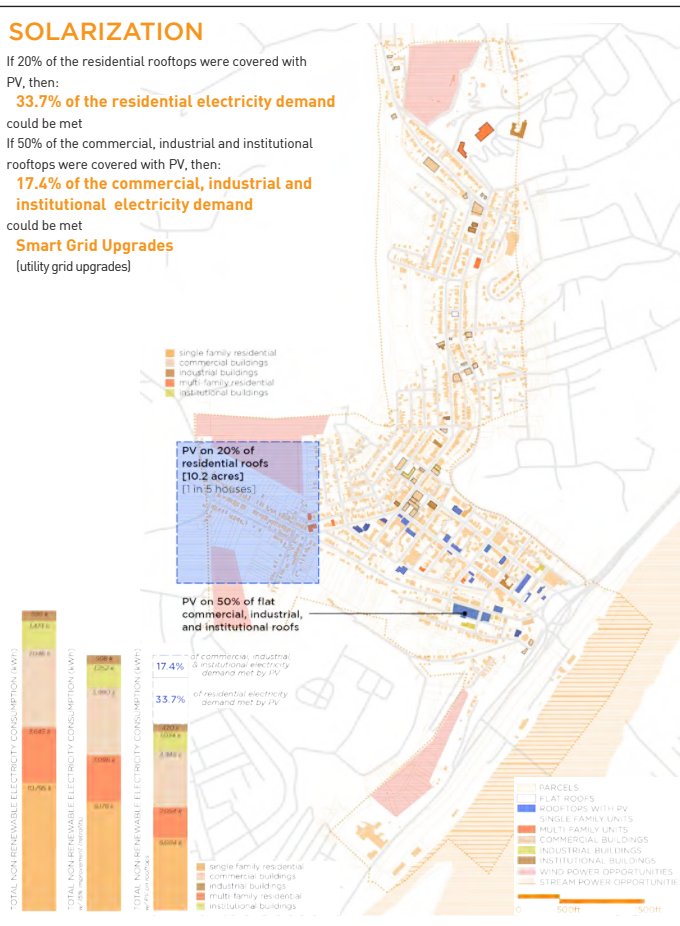 SOLARIZATION
If 20% of the residential rooftops were covered with
PV, then:
33.7% of the residential electricity demand
could be met
If 50% of the commercial, industrial and institutional
rooftops were covered with PV, then:
17.4% of the commercial, industrial and
institutional electricity demand
could be met
Smart Grid Upgrades
(utility grid upgrades)
single family residential
commercial buildings
industrial buildings
multi-family residential
institutional buildings
PV on 20% of
residential roofs
[10.2 acres]
[1 in 5 houses]
PV on 50% of flat
commercial, industrial,
and institutional roofs
TOTAL NON-RENEWABLE ELECTRICITY CONSUMPTION (kWh)
TOTAL NON-RENEWABLE ELECTRICITY CONSUMPTION (kWh)
TOTAL NON-RENEWABLE ELECTRICITY CONSUMPTION (kWh)
17.4%
of commercial, industrial
& institutional electricity
demand met by PV
33.7%
of residential electricity
demand met by PV
single family residential
commercial buildings
industrial buildings
multi-family residential
institutional buildings
PARCELS
FLAT ROOFS
ROOFTOPS WITH PV
SINGLE FAMILY UNITS
MULTI-FAMILY UNITS
COMMERCIAL BUILDINGS
INDUSTRIAL BUILDINGS
INSTITUTIONAL BUILDINGS
WIND POWER OPPORTUNITIES
STREAM POWER OPPORTUNITIE
0 500ft 1500ft